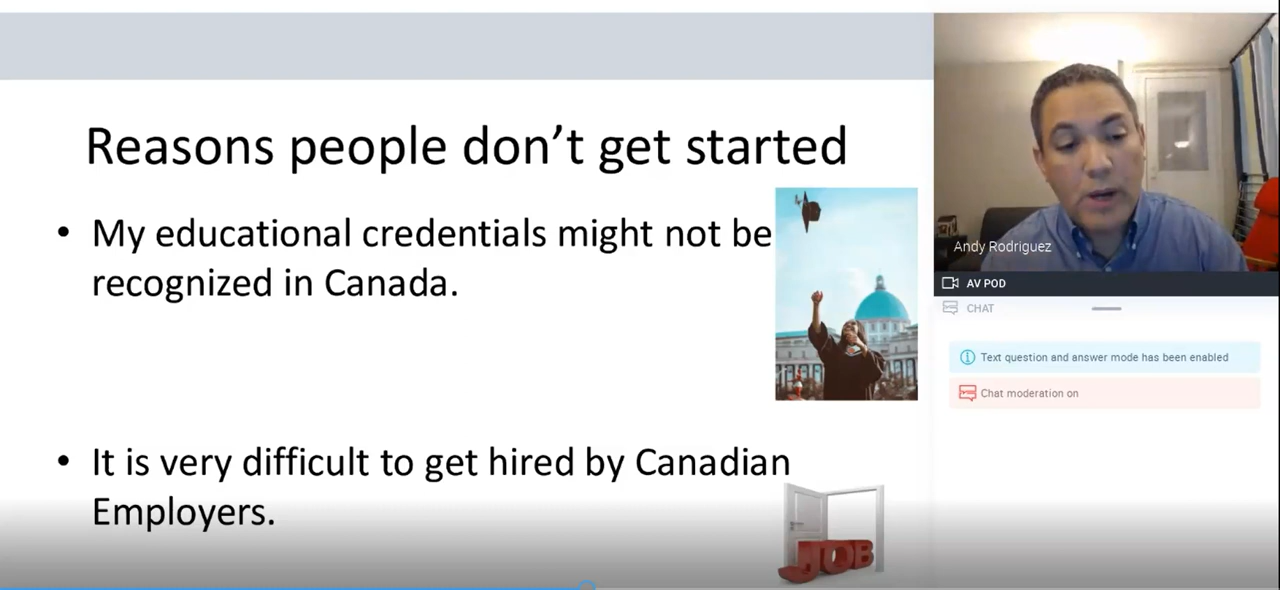 Reasons people don't get started
• My educational credentials might not be
recognized in Canada.
• It is very difficult to get hired by Canadian
Employers.
JOB
Andy Rodriguez
AV POD
CHAT
Text question and answer mode has been enabled
Chat moderation on